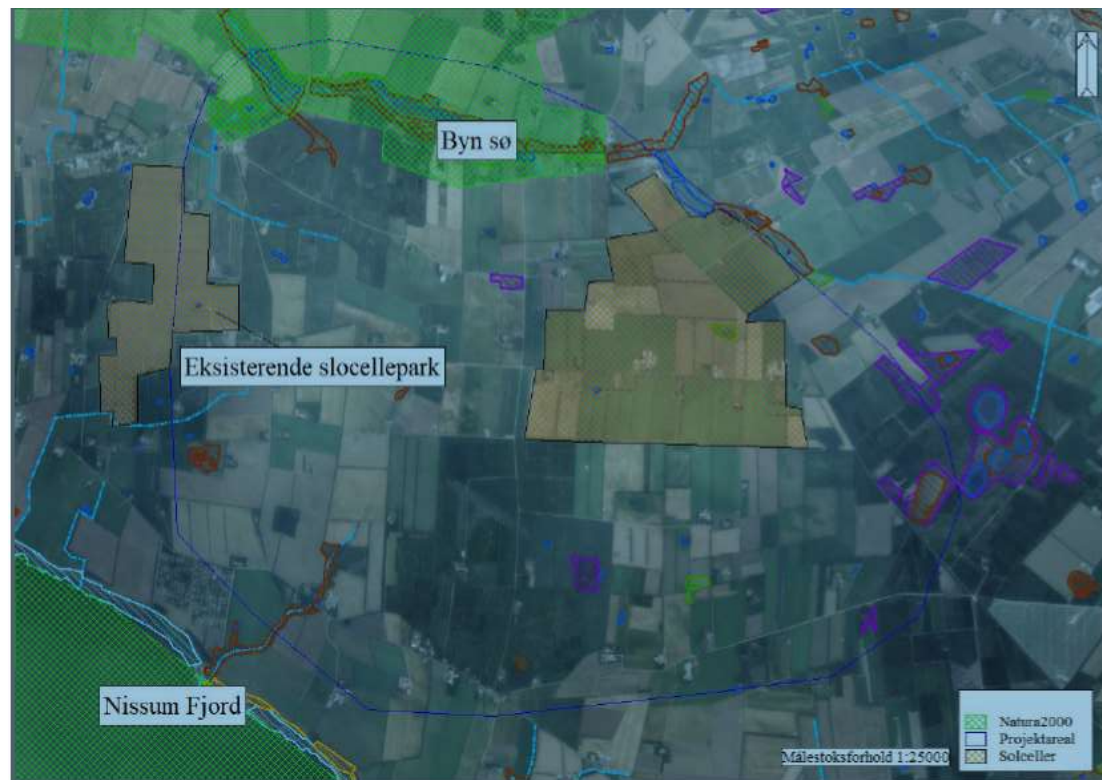 Byn sø
Eksisterende slocellepark
Nissum Fjord
Natura2000
Projektareal
Solceller
Målestoksforhold 1:25000